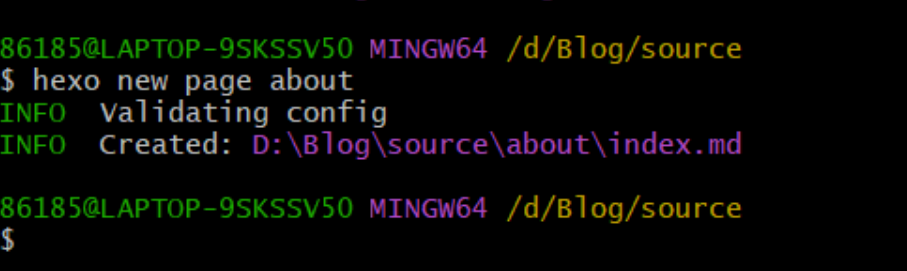 86185@LAPTOP-9SKSSV50 MINGW64 /d/Blog/source
$ hexo new page about
INFO  Validating config
INFO  Created: D:\Blog\source\about\index.md
86185@LAPTOP-9SKSSV50 MINGW64 /d/Blog/source
$